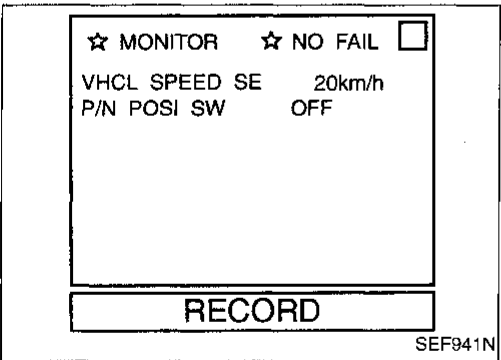 ☆ MONITOR ☆ NO FAIL □
VHCL SPEED SE 20km/h
P/N POSI SW OFF
RECORD
SEF941N